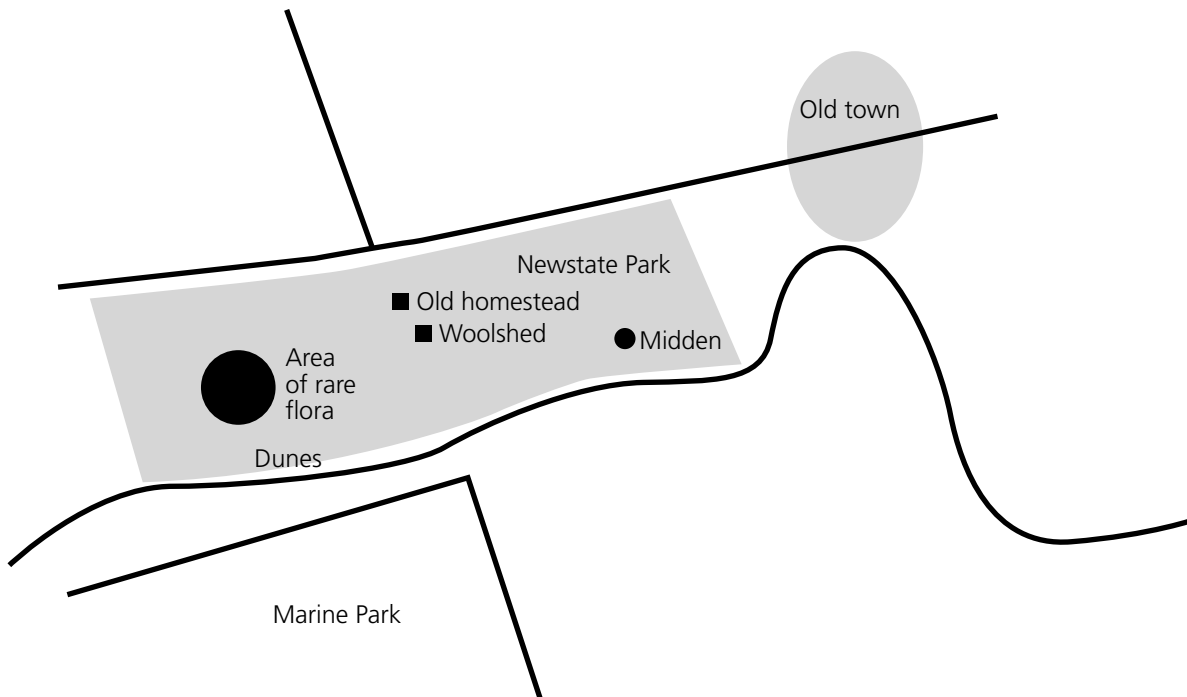 Old town
Newstate Park
Old homestead
Woolshed
Midden
Area
of rare
flora
Dunes
Marine Park